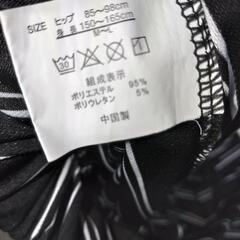 SIZE ヒップ 85〜98cm
身 長 150〜165cm
M〜L
30
組成表示
ポリエステル 95%
ポリウレタン 5%
中国製